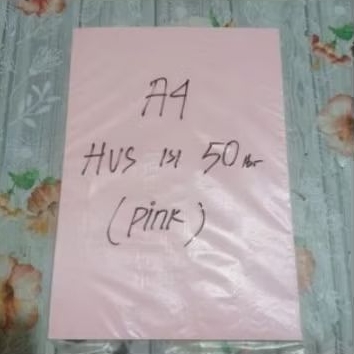 A4
HVS ISI 50 lbr
(pink)